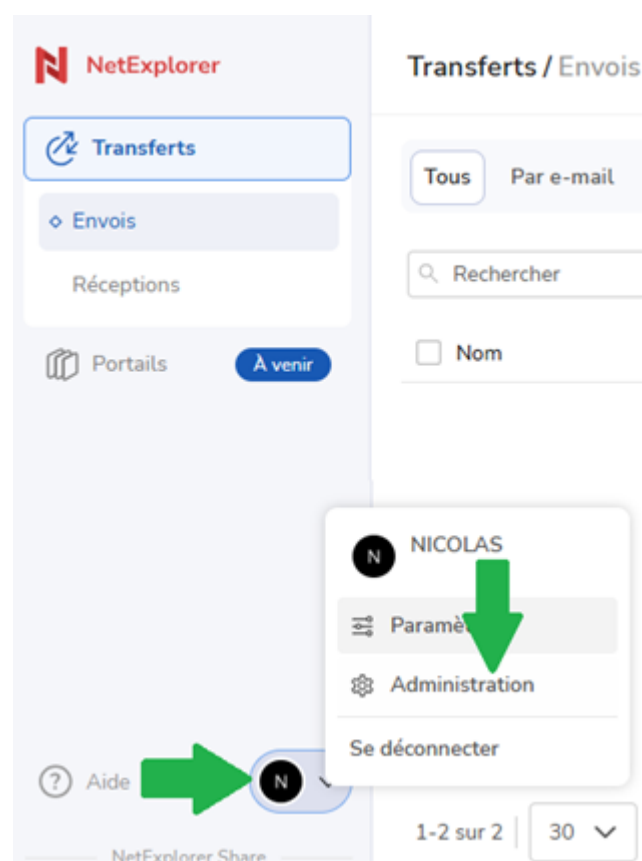 NetExplorer
Transferts / Envois
Transferts
Tous Par e-mail
Envois
Rechercher
Réceptions
Nom
Portails À venir
N NICOLAS
Administration
Se déconnecter
Aide N
1-2 sur 2 30
NetExplorer Share